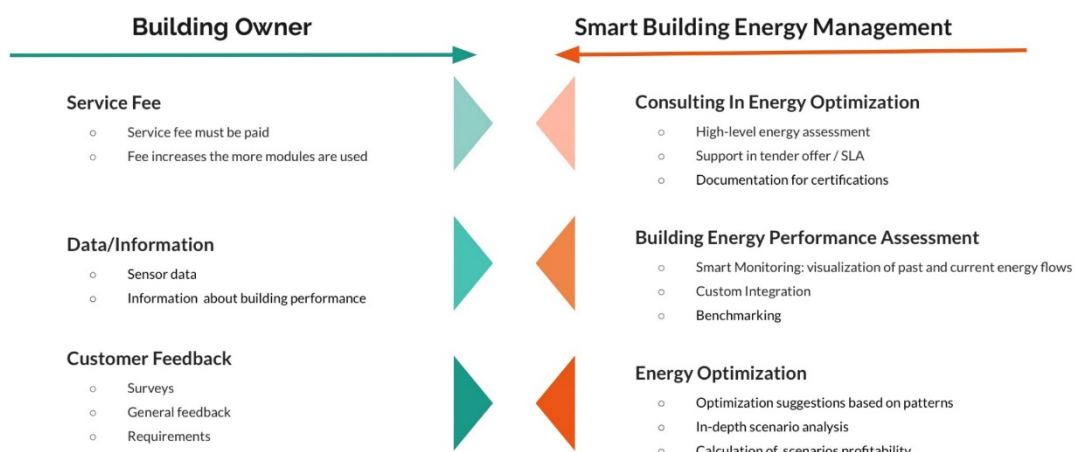 Building Owner
Service Fee
Service fee must be paid
Fee increases the more modules are used
Data/Information
Sensor data
Information about building performance
Customer Feedback
Surveys
General feedback
Requirements
Smart Building Energy Management
Consulting In Energy Optimization
High-level energy assessment
Support in tender offer / SLA
Documentation for certifications
Building Energy Performance Assessment
Smart Monitoring: visualization of past and current energy flows
Custom Integration
Benchmarking
Energy Optimization
Optimization suggestions based on patterns
In-depth scenario analysis
Calculation of scenarios profitability